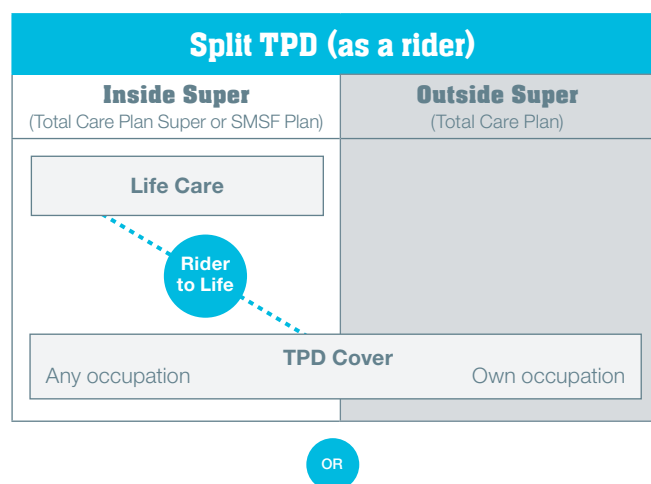 Split TPD (as a rider)
Inside Super
(Total Care Plan Super or SMSF Plan)
Outside Super
(Total Care Plan)
Life Care
Rider
to Life
TPD Cover
Any occupation
Own occupation
OR